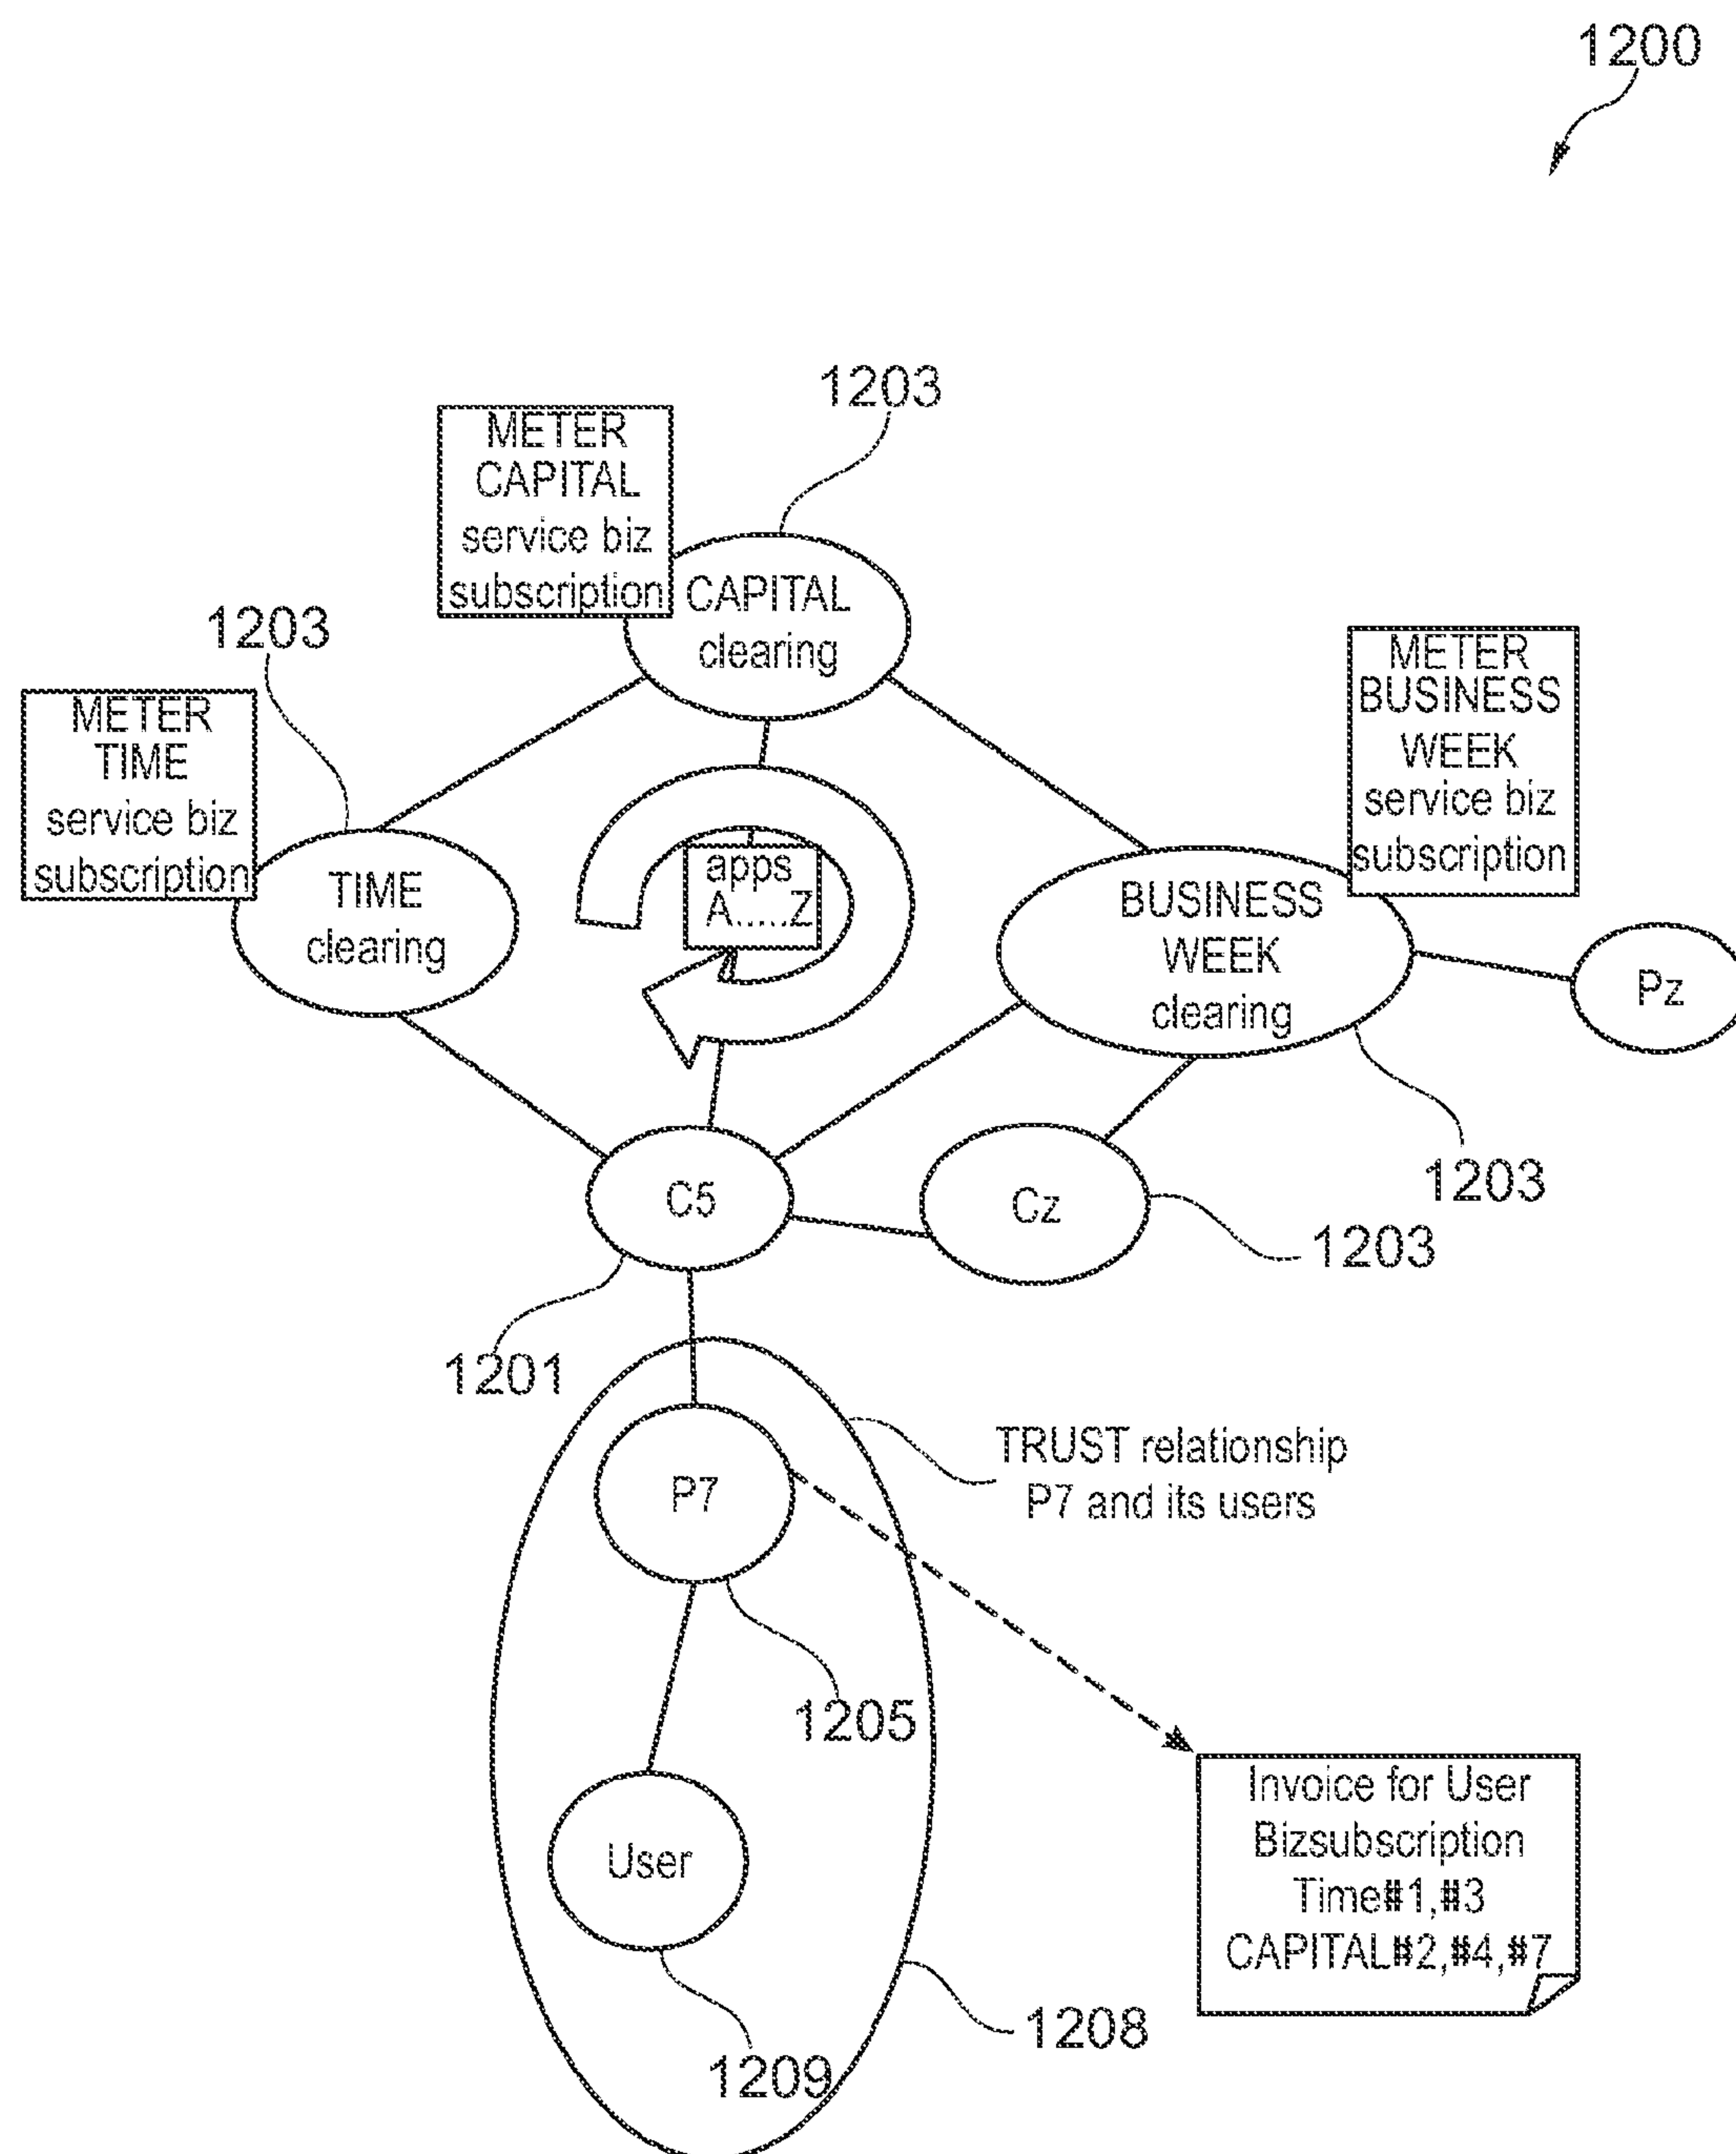 1200
1203
METER
CAPITAL
service biz
subscription
CAPITAL
clearing
1203
METER
TIME
service biz
subscription
TIME
clearing
METER
BUSINESS
WEEK
service biz
subscription
apps
A.....Z
BUSINESS
WEEK
clearing
Pz
1203
C5
Cz
1203
1201
TRUST relationship
P7 and its users
P7
1205
User
1209
1208
Invoice for User
Bizsubscription
Time#1,#3
CAPITAL#2,#4,#7